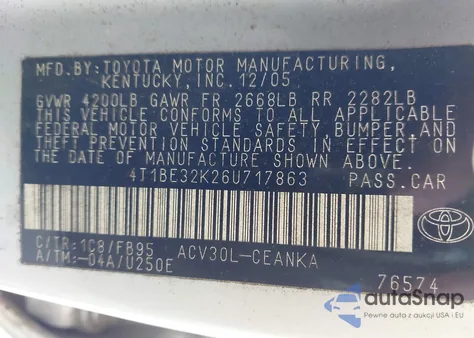 MFD.BY: TOYOTA MOTOR MANUFACTURING,
KENTUCKY, INC. 12/05
GVWR 4200LB GAWR FR 2668LB RR 2282LB
THIS VEHICLE CONFORMS TO ALL APPLICABLE
FEDERAL MOTOR VEHICLE SAFETY, BUMPER, AND
THEFT PREVENTION STANDARDS IN EFFECT ON
THE DATE OF MANUFACTURE SHOWN ABOVE.
4T1BE32K26U717863 PASS.CAR
C/TR: 1C8/FB95 ACV30L-CEANKA
A/TM: -04A/U250E
76574
TOYOTA
autoSnap
Pewne auta z aukcji USA i EU